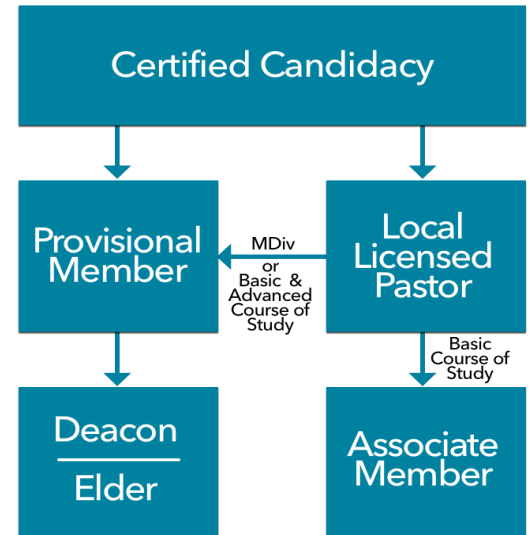 Certified Candidacy
Provisional
Member
MDiv
or
Basic &
Advanced
Course of
Study
Local
Licensed
Pastor
Basic
Course of
Study
Deacon
Elder
Associate
Member